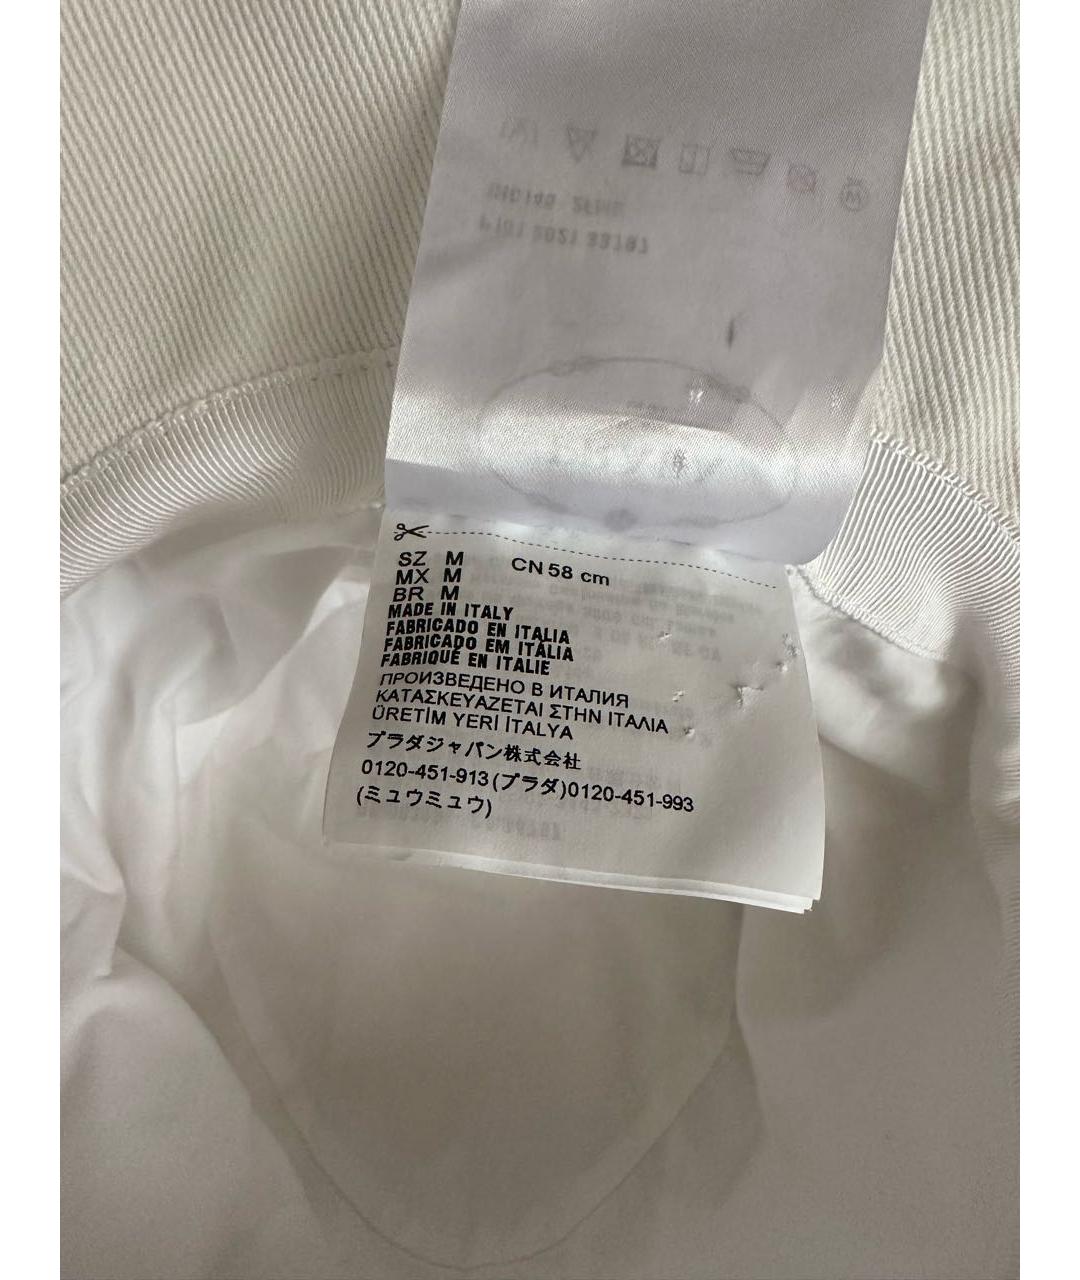 SZ M CN 58 cm
MX M
BR M
MADE IN ITALY
FABRICADO EN ITALIA
FABRICADO EM ITÁLIA
FABRIQUÉ EN ITALIE
ПРОИЗВЕДЕНО В ИТАЛИЯ
ΚΑΤΑΣΚΕΥΑΖΕΤΑΙ ΣΤΗΝ ΙΤΑΛΙΑ
ÜRETİM YERİ İTALYA
プラダジャパン株式会社
0120-451-913(プラダ)0120-451-993
(ミュウミュウ)